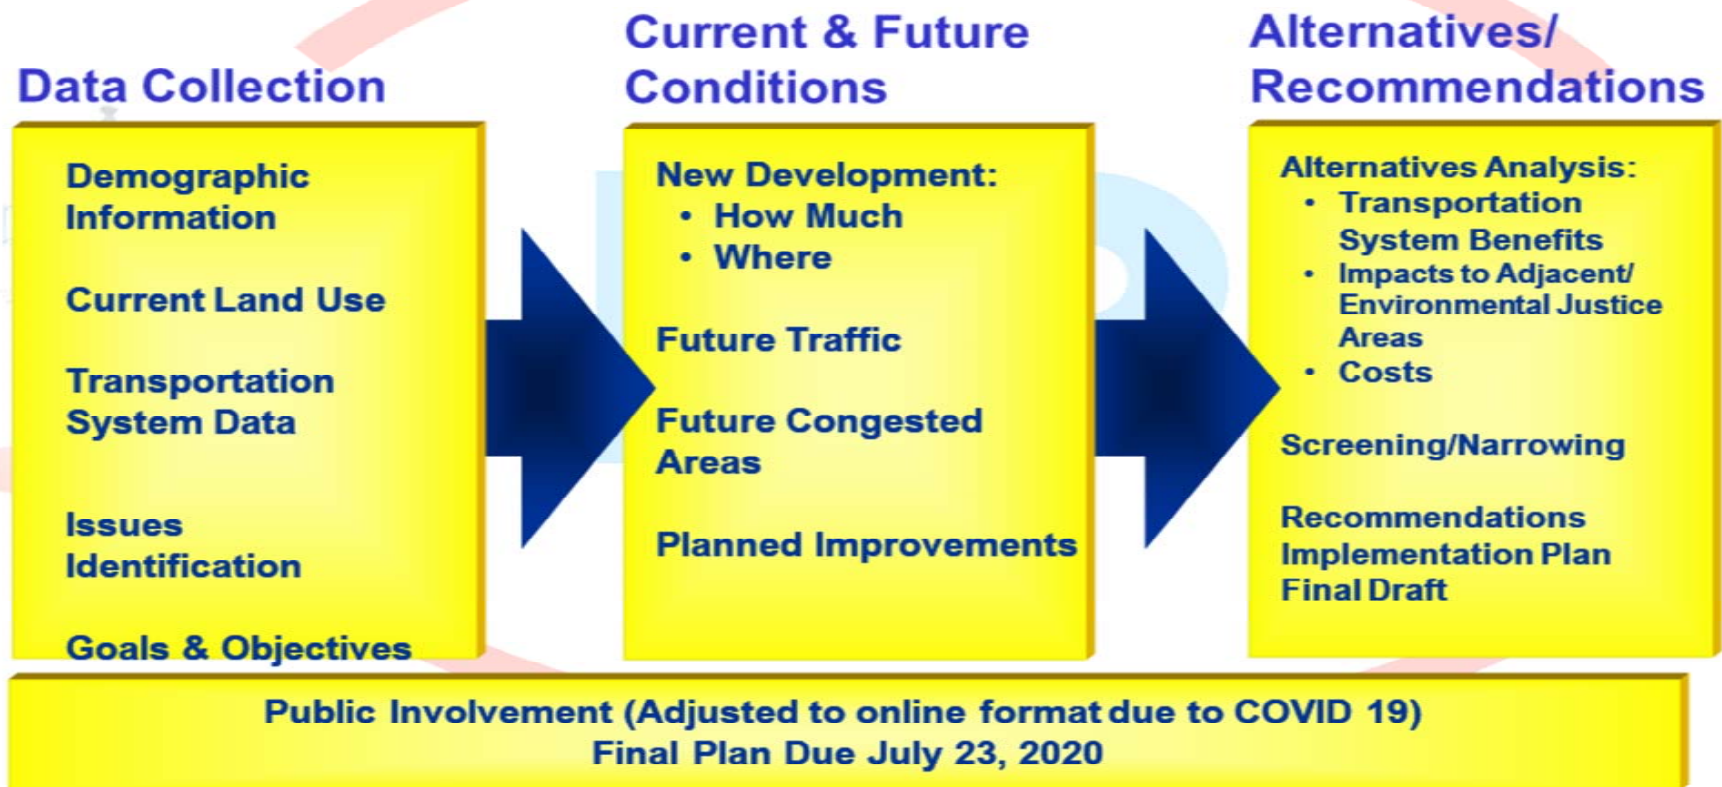 Data Collection
Demographic
Information
Current Land Use
Transportation
System Data
Issues
Identification
Goals & Objectives
Current & Future
Conditions
New Development:
• How Much
• Where
Future Traffic
Future Congested
Areas
Planned Improvements
Alternatives/
Recommendations
Alternatives Analysis:
• Transportation
System Benefits
• Impacts to Adjacent/
Environmental Justice
Areas
• Costs
Screening/Narrowing
Recommendations
Implementation Plan
Final Draft
Public Involvement (Adjusted to online format due to COVID 19)
Final Plan Due July 23, 2020